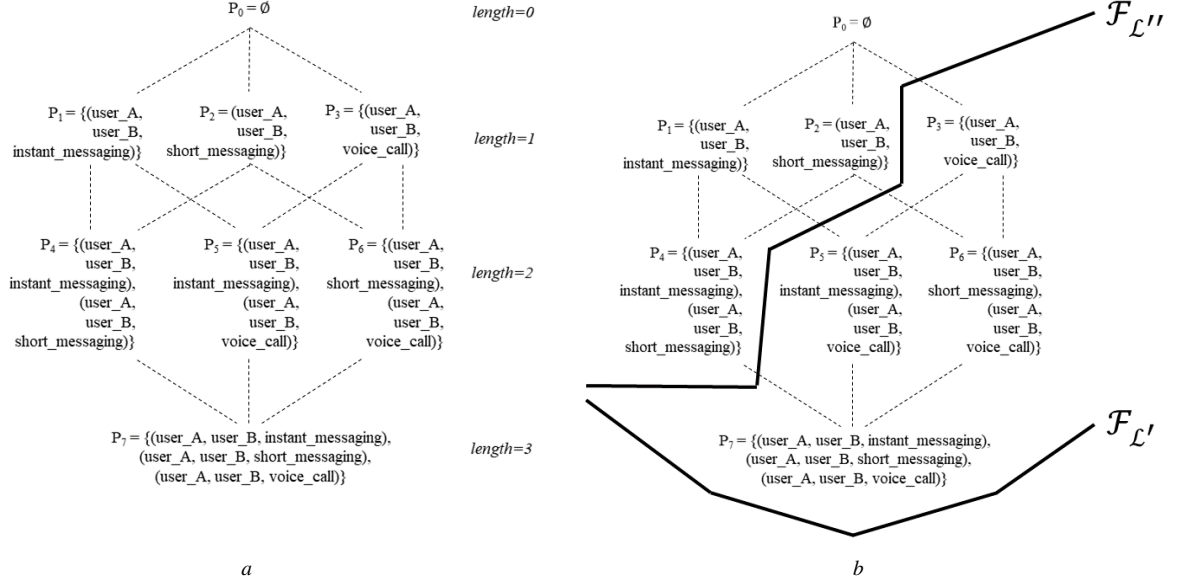 P0 = Ø
length=0
P1 = {(user_A,
user_B,
instant_messaging)}
P2 = (user_A,
user_B,
short_messaging)}
P3 = {(user_A,
user_B,
voice_call)}
length=1
P4 = {(user_A,
user_B,
instant_messaging),
(user_A,
user_B,
short_messaging)}
P5 = {(user_A,
user_B,
instant_messaging),
(user_A,
user_B,
voice_call)}
P6 = {(user_A,
user_B,
short_messaging),
(user_A,
user_B,
voice_call)}
length=2
P7 = {(user_A, user_B, instant_messaging),
(user_A, user_B, short_messaging),
(user_A, user_B, voice_call)}
length=3
a
P0 = Ø
ℱℒ′′
P1 = {(user_A,
user_B,
instant_messaging)}
P2 = (user_A,
user_B,
short_messaging)}
P3 = {(user_A,
user_B,
voice_call)}
P4 = {(user_A,
user_B,
instant_messaging),
(user_A,
user_B,
short_messaging)}
P5 = {(user_A,
user_B,
instant_messaging),
(user_A,
user_B,
voice_call)}
P6 = {(user_A,
user_B,
short_messaging),
(user_A,
user_B,
voice_call)}
P7 = {(user_A, user_B, instant_messaging),
(user_A, user_B, short_messaging),
(user_A, user_B, voice_call)}
ℱℒ′
b